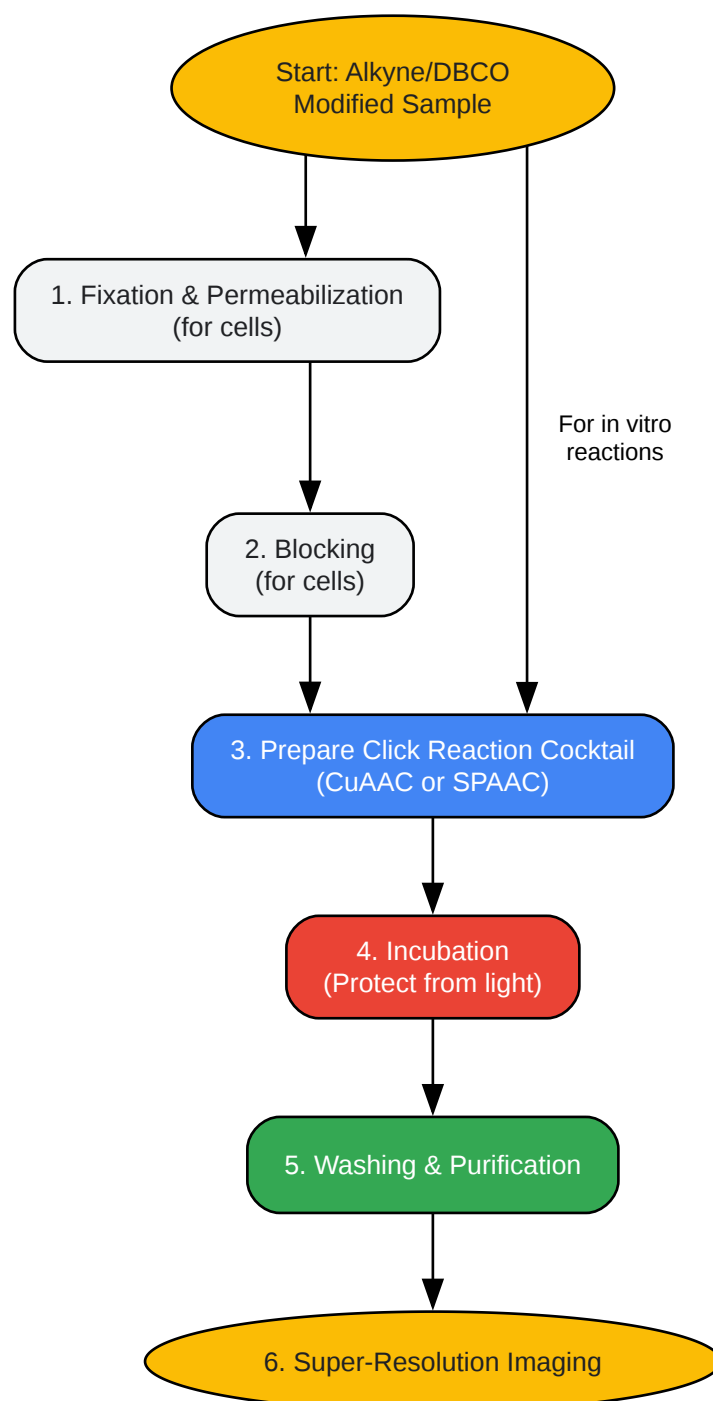 Start: Alkyne/DBCO
Modified Sample
1. Fixation & Permeabilization
(for cells)
For in vitro
reactions
2. Blocking
(for cells)
3. Prepare Click Reaction Cocktail
(CuAAC or SPAAC)
4. Incubation
(Protect from light)
5. Washing & Purification
6. Super-Resolution Imaging